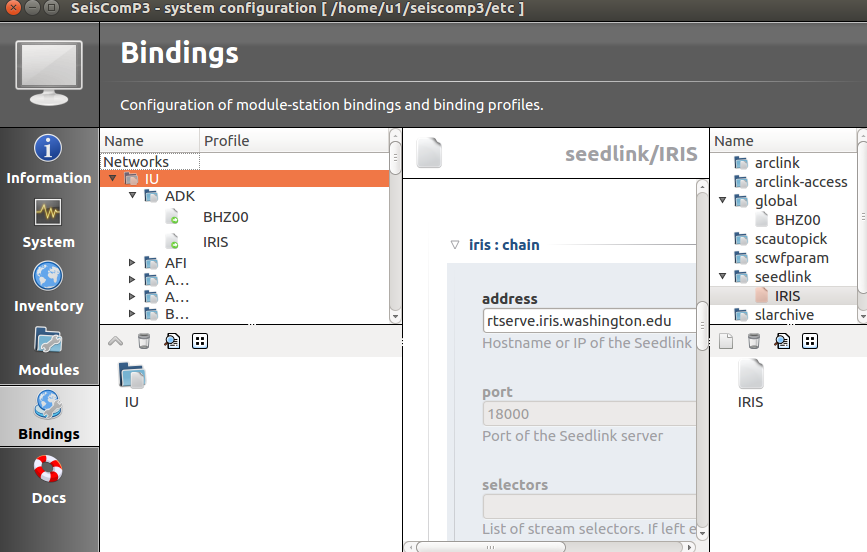 SeisComP3 - system configuration [ /home/u1/seiscomp3/etc ]
Bindings
Configuration of module-station bindings and binding profiles.
Information
System
Inventory
Modules
Bindings
Docs
Name Profile
Networks
IU
ADK
BHZ00
IRIS
AFI
A...
A...
B...
IU
seedlink/IRIS
iris : chain
address
rtserve.iris.washington.edu
Hostname or IP of the Seedlink
port
18000
Port of the Seedlink server
selectors
List of stream selectors. If left e
Name
arclink
arclink-access
global
BHZ00
scautopick
scwfparam
seedlink
IRIS
slarchive
IRIS